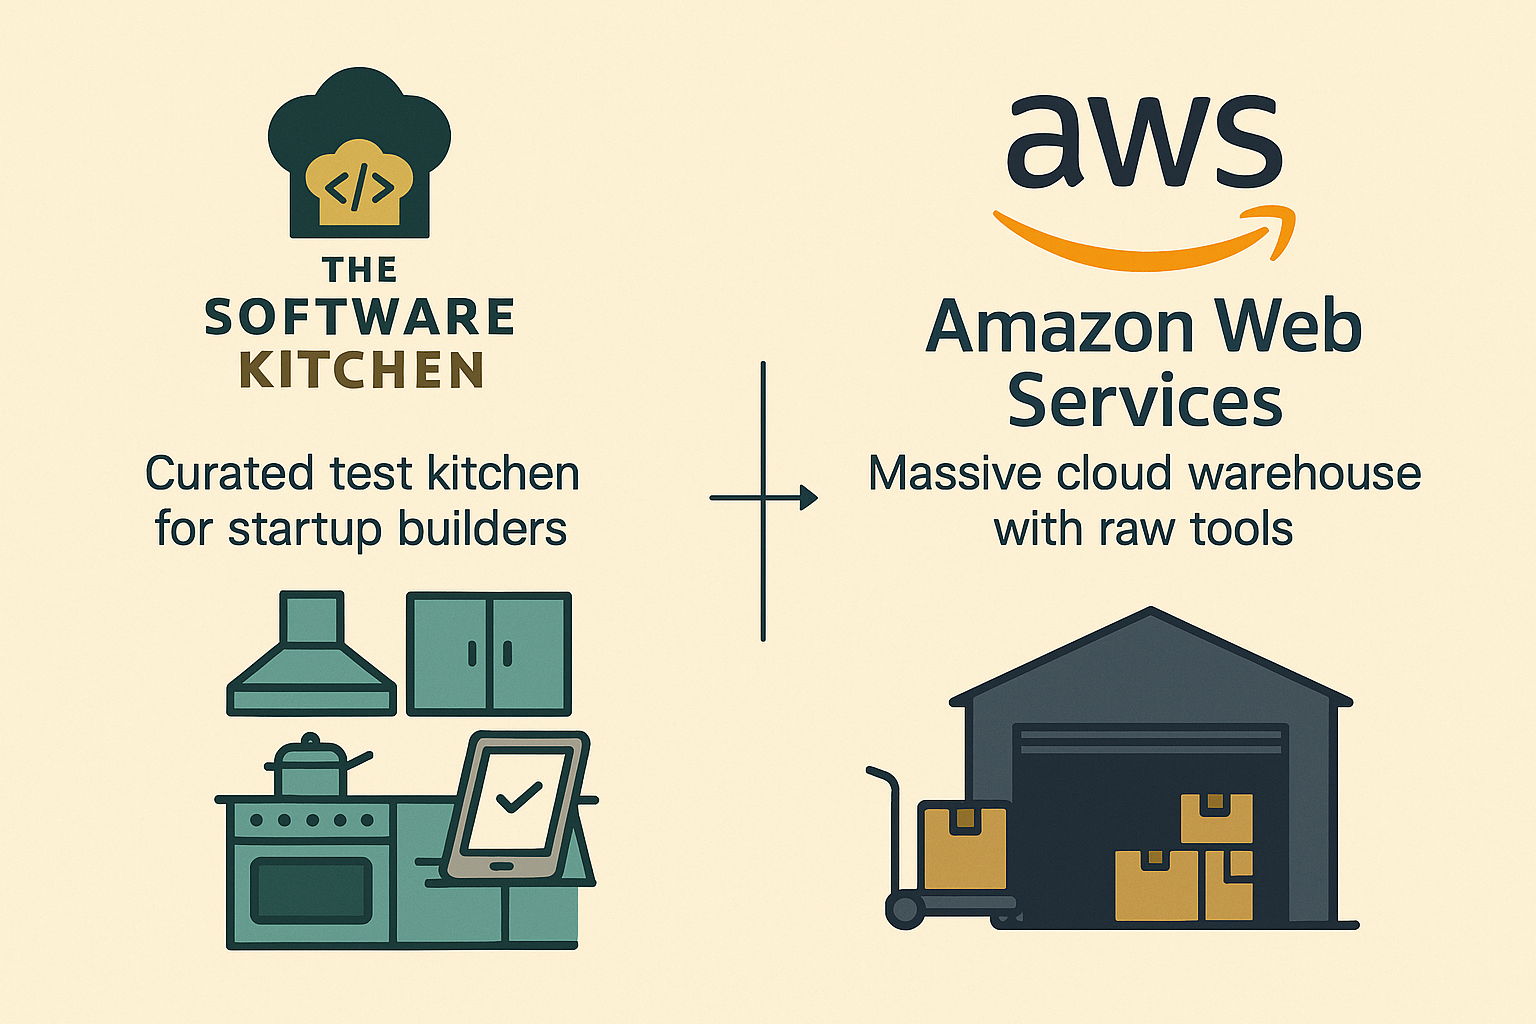 </>
THE
SOFTWARE
KITCHEN
Curated test kitchen
for startup builders
aws
Amazon Web
Services
Massive cloud warehouse
with raw tools